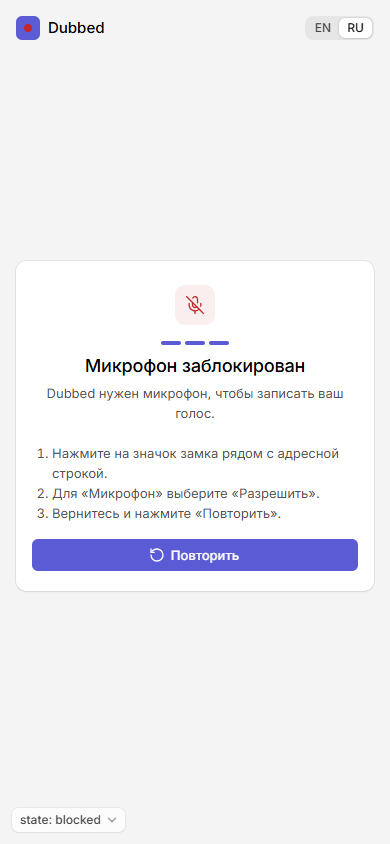 Dubbed
EN RU
Микрофон заблокирован
Dubbed нужен микрофон, чтобы записать ваш
голос.
1. Нажмите на значок замка рядом с адресной
строкой.
2. Для «Микрофон» выберите «Разрешить».
3. Вернитесь и нажмите «Повторить».
Повторить
state: blocked